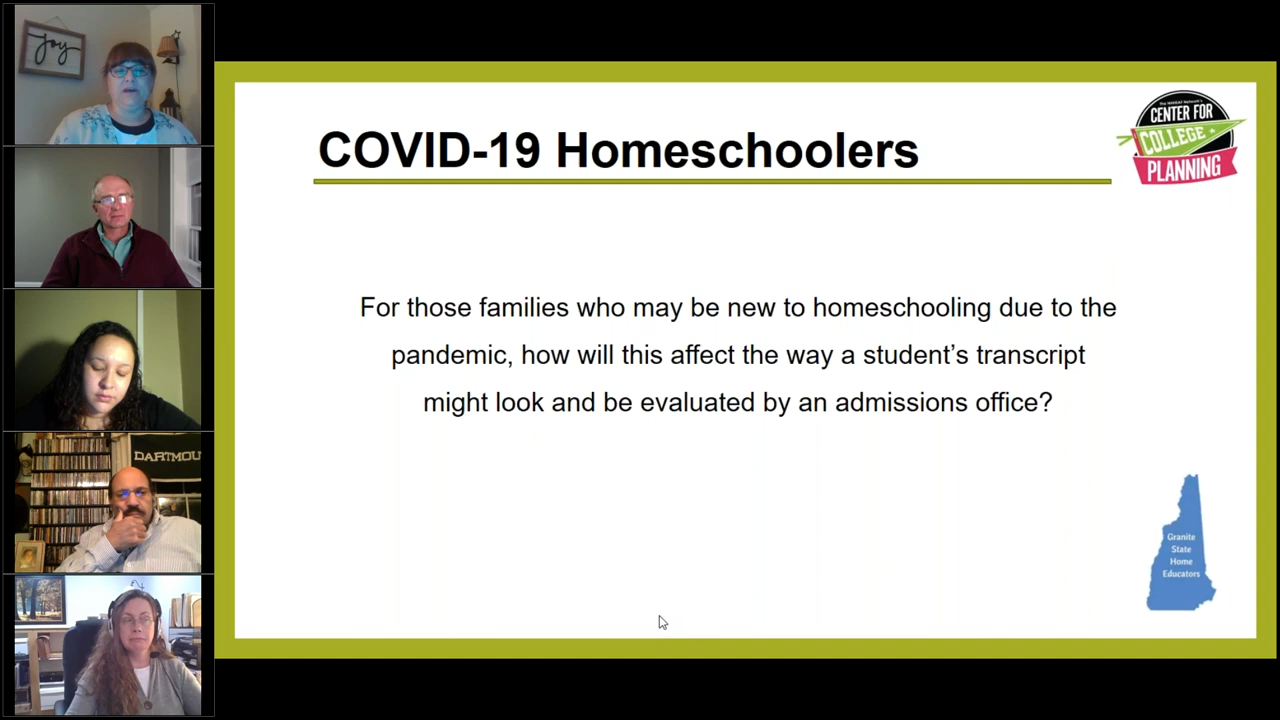 joy
COVID-19 Homeschoolers
The NHHEAF Network's
CENTER FOR
COLLEGE
PLANNING
For those families who may be new to homeschooling due to the
pandemic, how will this affect the way a student’s transcript
might look and be evaluated by an admissions office?
DARTMOU
Granite
State
Home
Educators